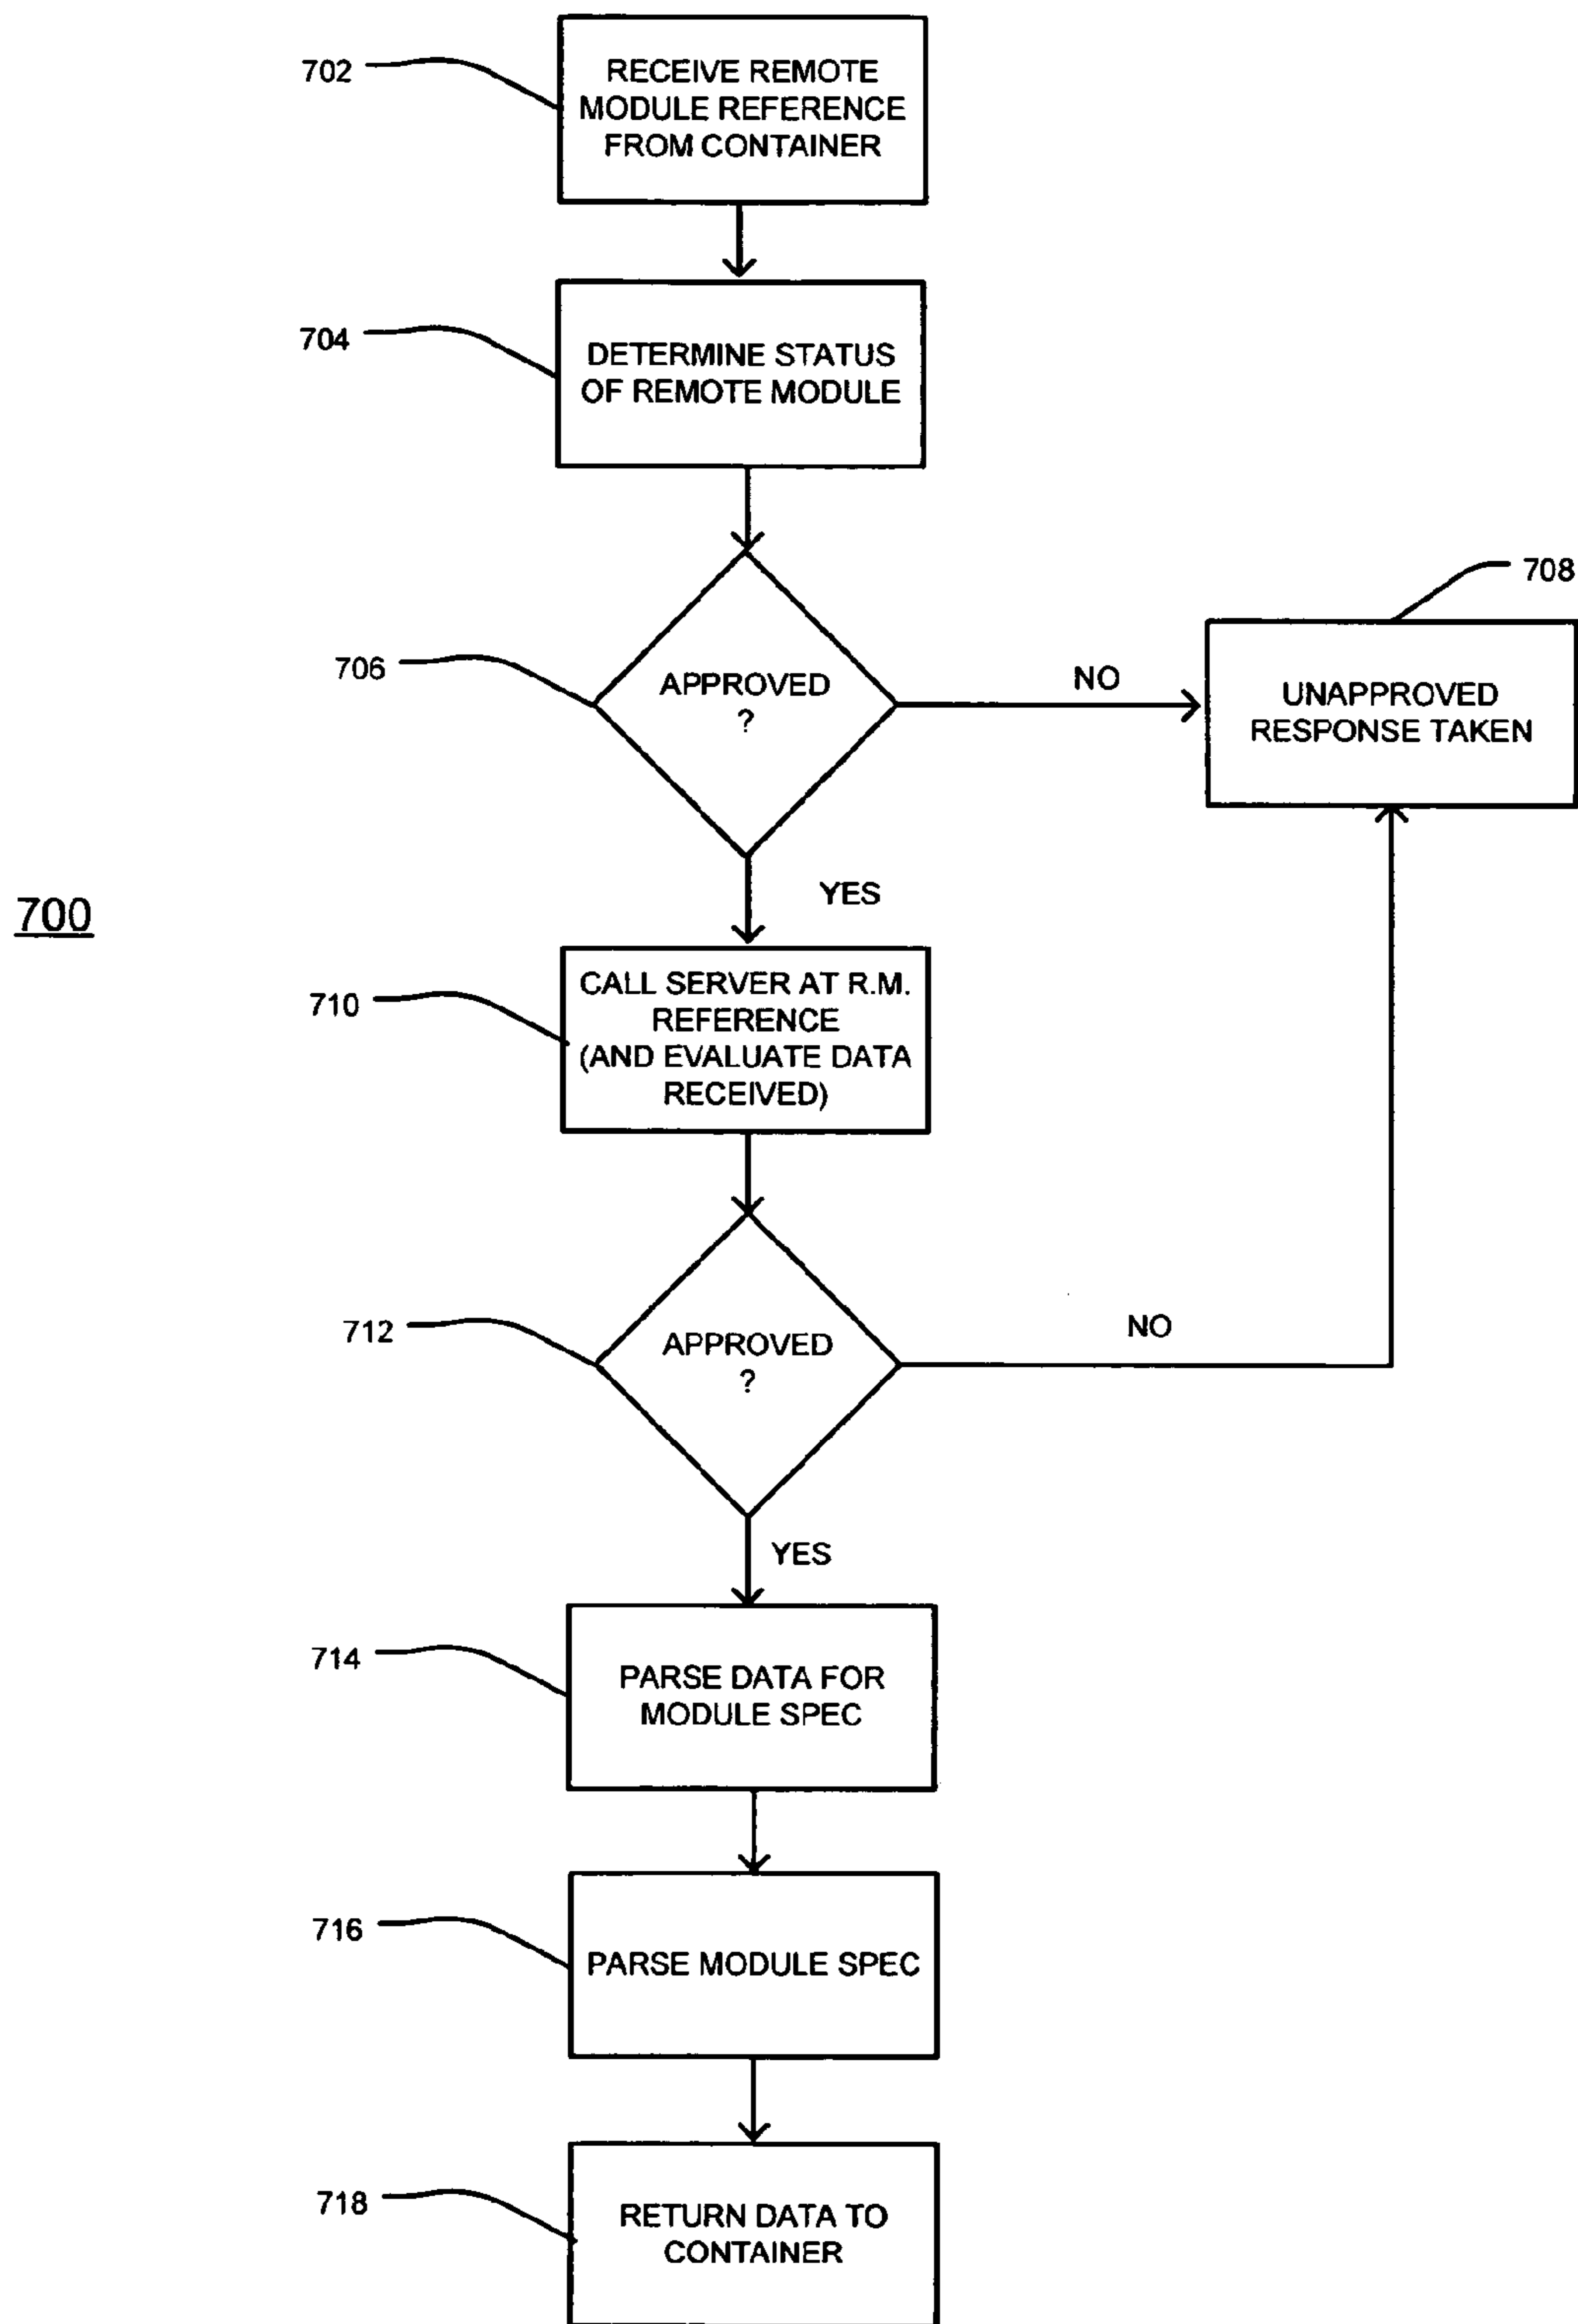 702
RECEIVE REMOTE
MODULE REFERENCE
FROM CONTAINER
704
DETERMINE STATUS
OF REMOTE MODULE
706
APPROVED
?
NO
708
UNAPPROVED
RESPONSE TAKEN
YES
700
710
CALL SERVER AT R.M.
REFERENCE
(AND EVALUATE DATA
RECEIVED)
712
APPROVED
?
NO
YES
714
PARSE DATA FOR
MODULE SPEC
716
PARSE MODULE SPEC
718
RETURN DATA TO
CONTAINER